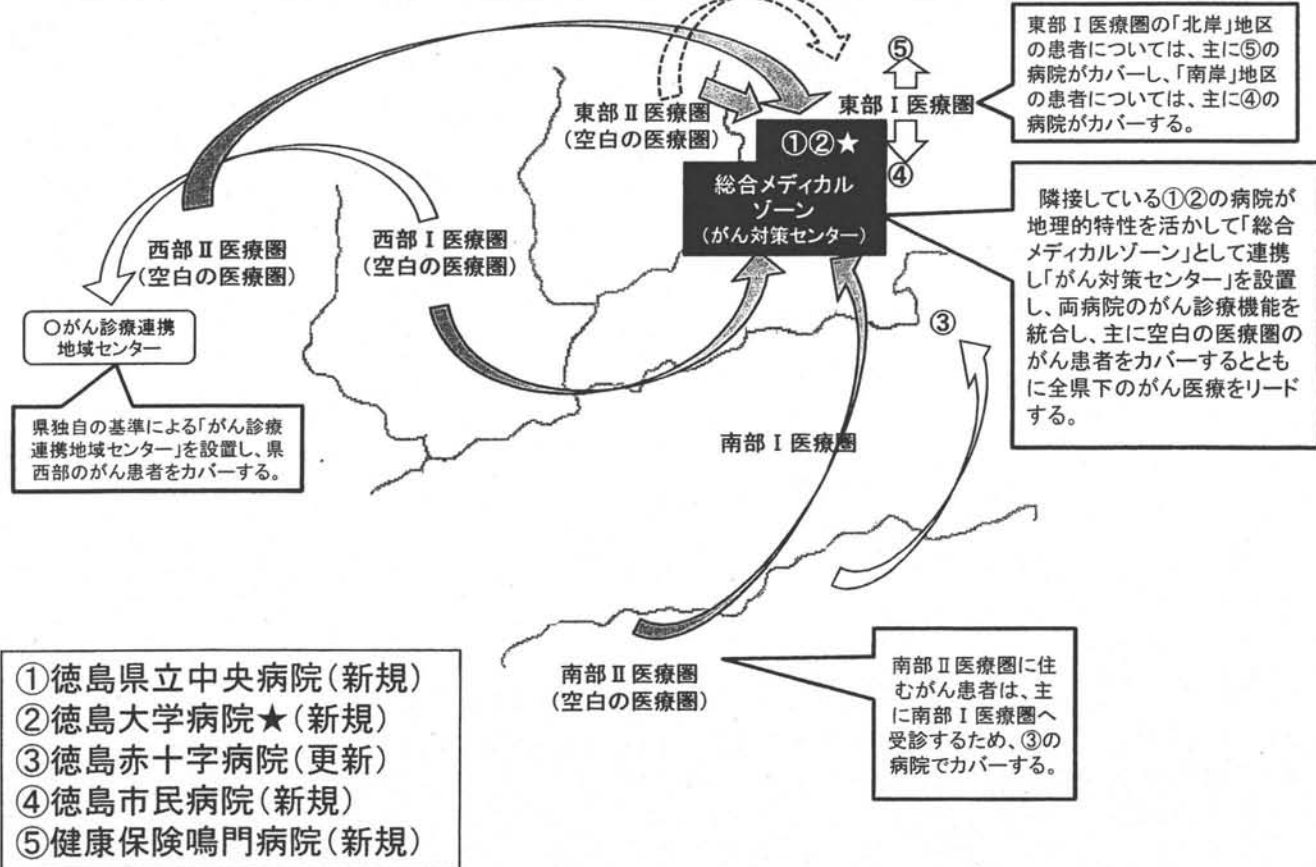 東部Ⅰ医療圏の「北岸」地区
の患者については、主に⑤の
病院がカバーし、「南岸」地区
の患者については、主に④の
病院がカバーする。
⑤
東部Ⅱ医療圏
(空白の医療圏)
東部Ⅰ医療圏
①②★
④
総合メディカル
ゾーン
(がん対策センター)
隣接している①②の病院が
地理的特性を活かして「総合
メディカルゾーン」として連携
し「がん対策センター」を設置
し、両病院のがん診療機能を
統合し、主に空白の医療圏の
がん患者をカバーするととも
に全県下のがん医療をリード
する。
西部Ⅱ医療圏
(空白の医療圏)
西部Ⅰ医療圏
(空白の医療圏)
③
○がん診療連携
地域センター
県独自の基準による「がん診療
連携地域センター」を設置し、県
西部のがん患者をカバーする。
南部Ⅰ医療圏
南部Ⅱ医療圏
(空白の医療圏)
南部Ⅱ医療圏に住
むがん患者は、主
に南部Ⅰ医療圏へ
受診するため、③の
病院でカバーする。
①徳島県立中央病院(新規)
②徳島大学病院★(新規)
③徳島赤十字病院(更新)
④徳島市民病院(新規)
⑤健康保険鳴門病院(新規)